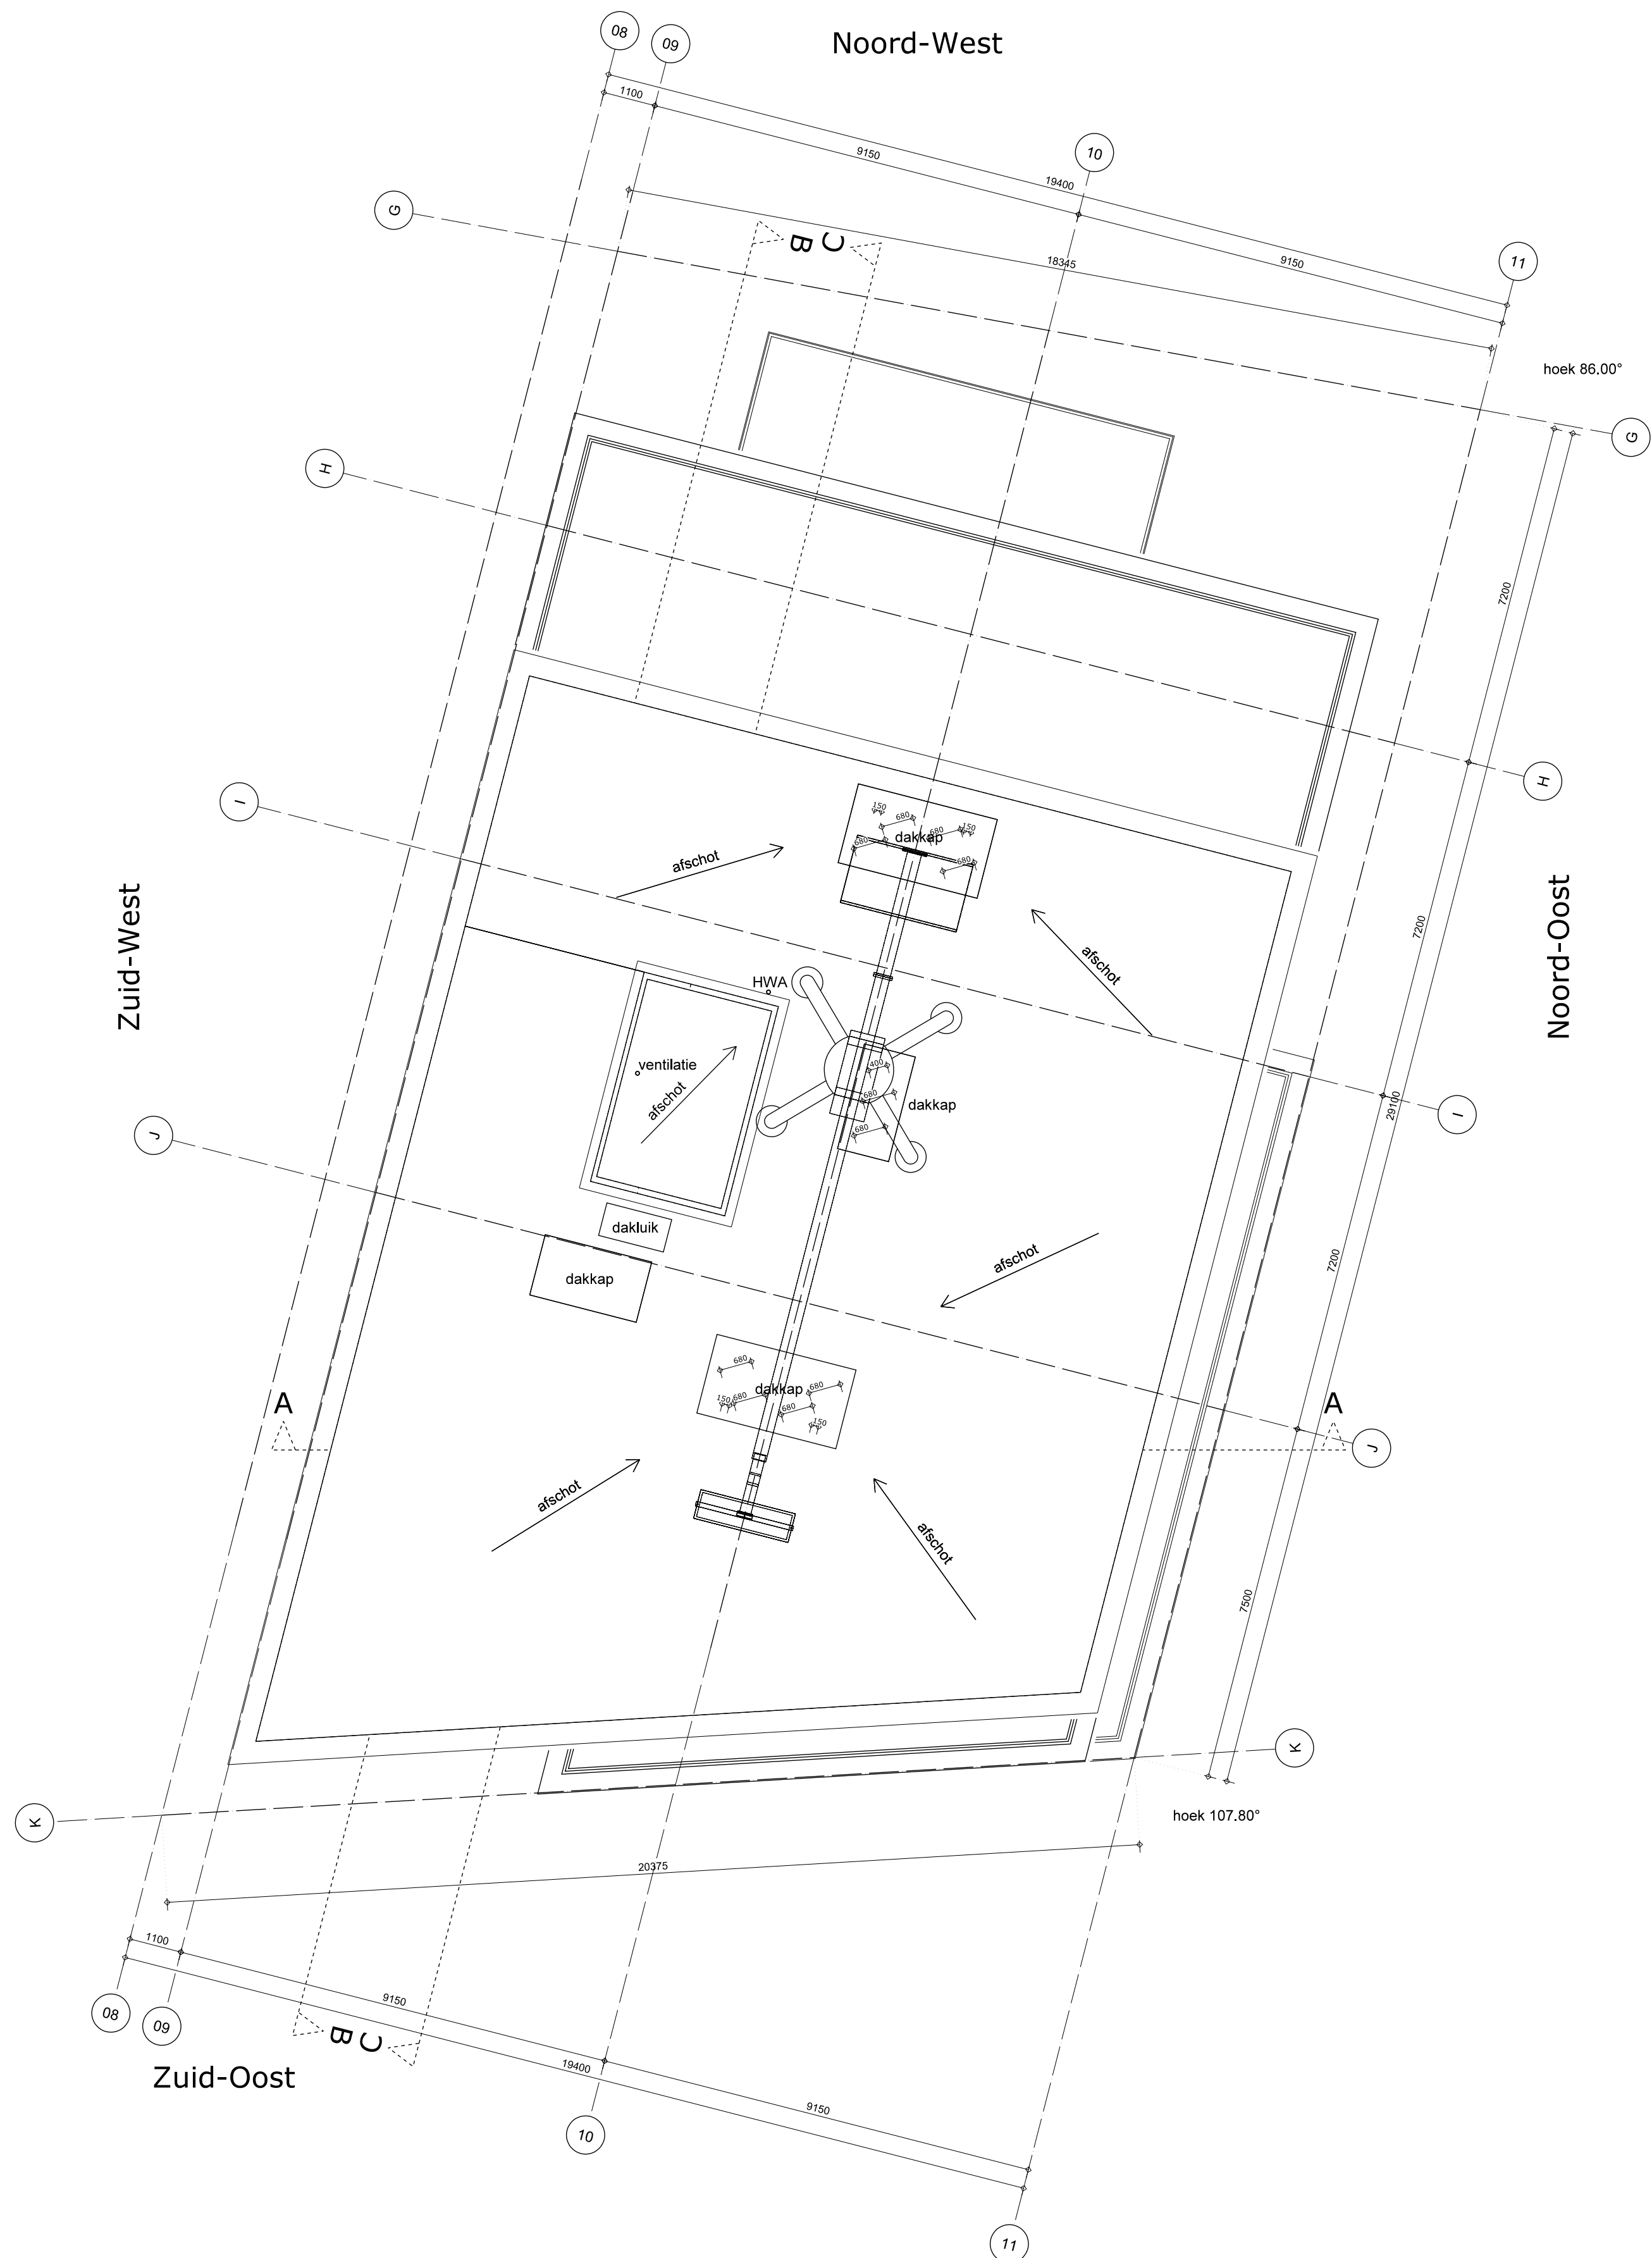 08
09
Noord-West
1100
9150
10
19400
G
B
C
18345
9150
11
hoek 86.00°
G
H
7200
H
I
150
680
680
150
dakkap
680
680
afschot
Zuid-West
Noord-Oost
7200
afschot
HWA
ventilatie
400
afschot
680
dakkap
29100
I
680
J
dakluik
dakkap
afschot
7200
680
dakkap
680
150
680
680
150
A
A
J
afschot
afschot
7500
K
K
hoek 107.80°
20375
1100
9150
08
09
B
C
19400
Zuid-Oost
9150
10
11